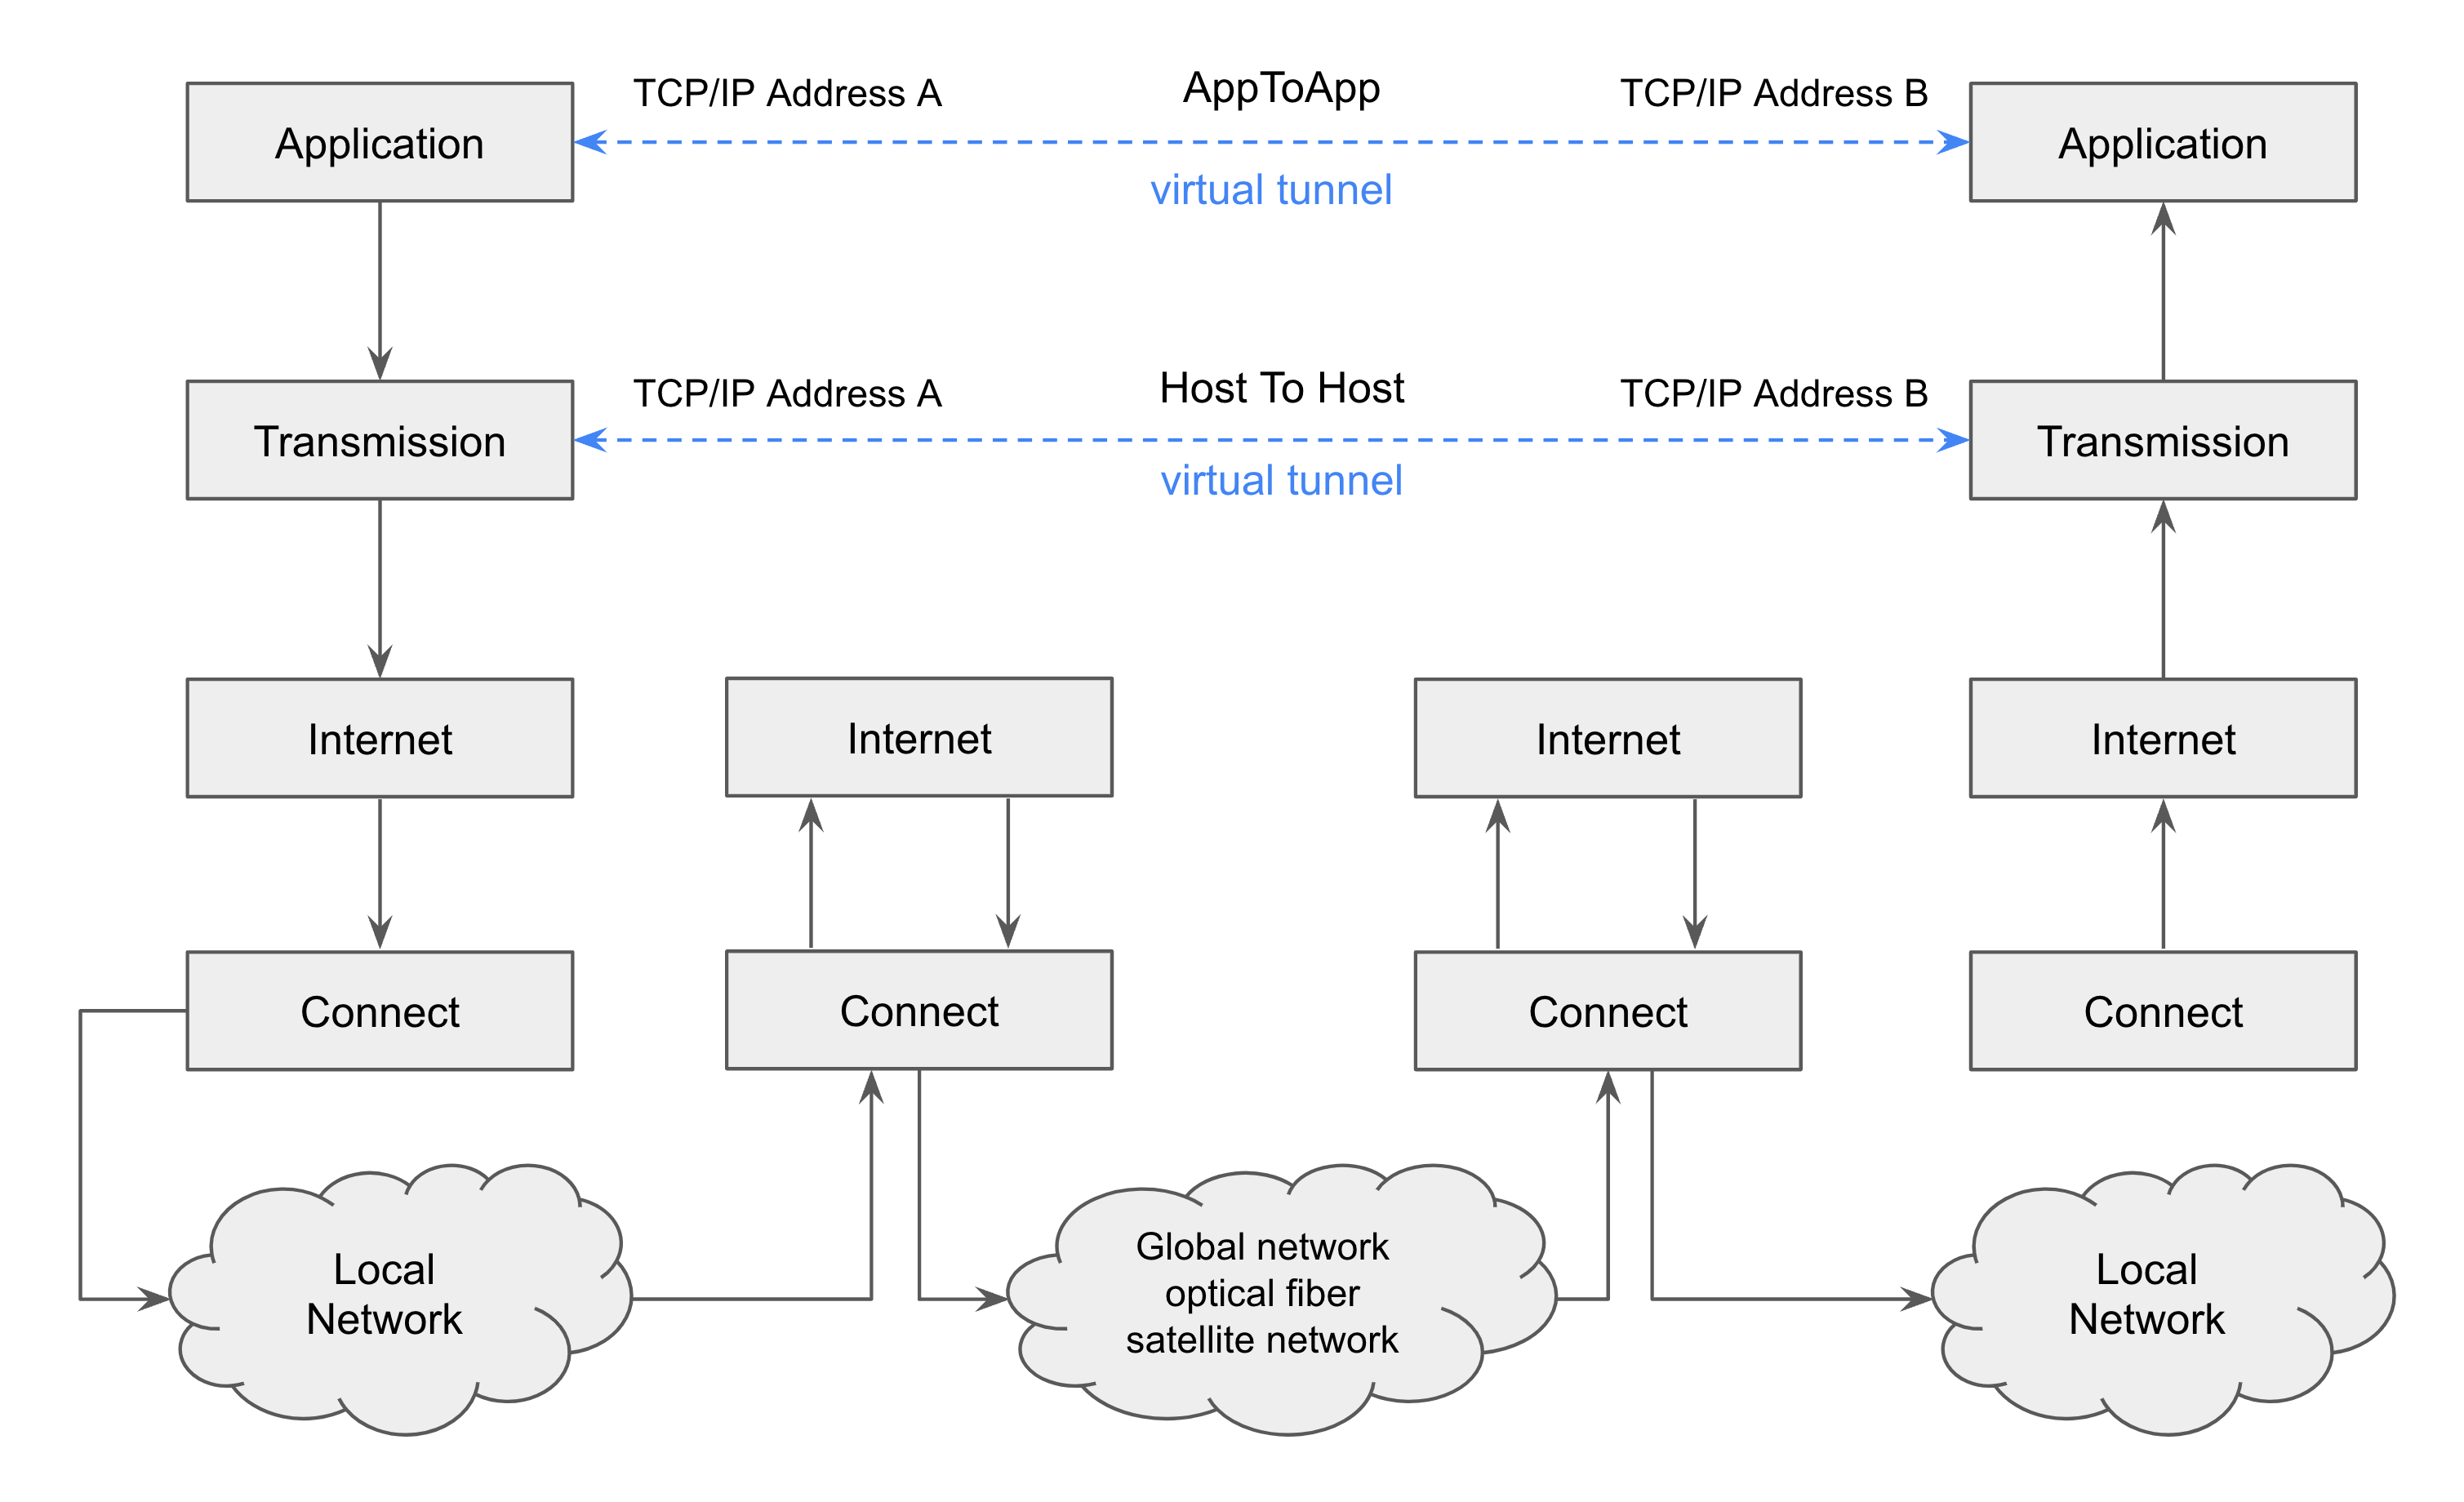 Application
TCP/IP Address A
AppToApp
TCP/IP Address B
Application
virtual tunnel
Transmission
TCP/IP Address A
Host To Host
TCP/IP Address B
Transmission
virtual tunnel
Internet
Internet
Internet
Internet
Connect
Connect
Connect
Connect
Local
Network
Global network
optical fiber
satellite network
Local
Network